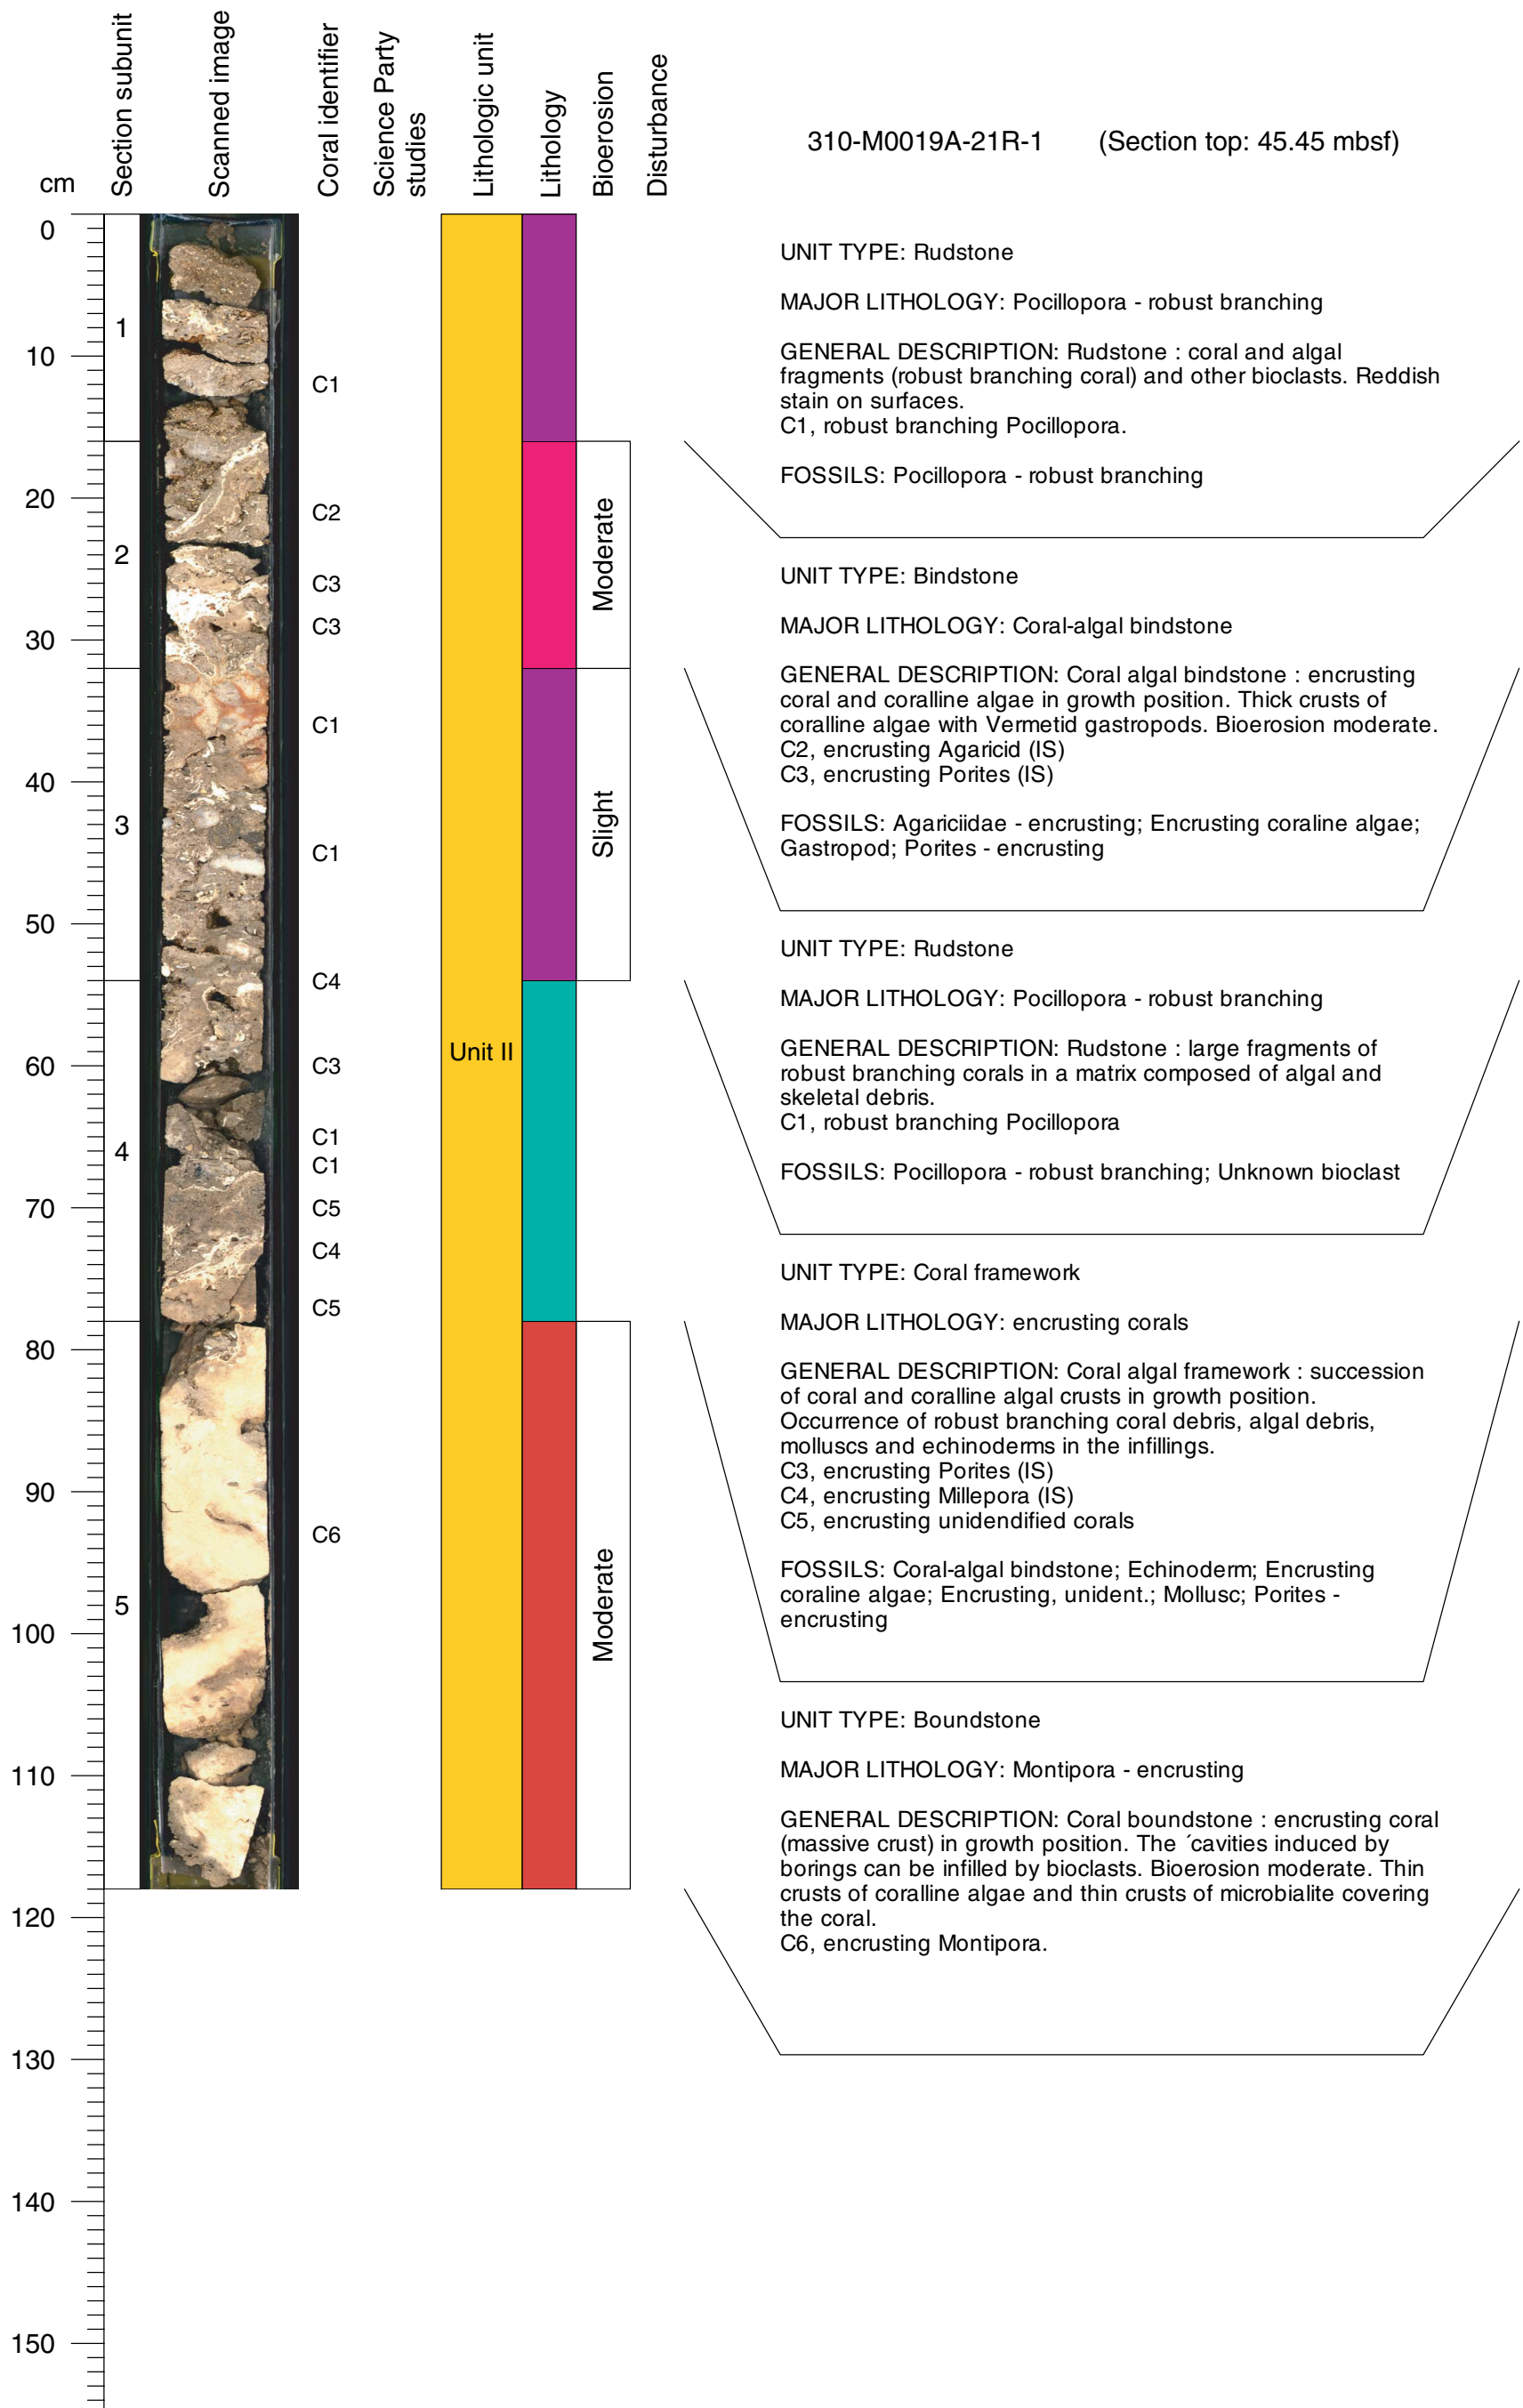 Section subunit
Scanned image
Coral identifier
Science Party
studies
Lithologic unit
Lithology
Bioerosion
Disturbance
310-M0019A-21R-1 (Section top: 45.45 mbsf)
cm
0
10
20
30
40
50
60
70
80
90
100
110
120
130
140
150
1
2
3
4
5
C1
C2
C3
C3
C1
C1
C4
C3
C1
C1
C5
C4
C5
C6
Unit II
Moderate
Slight
Moderate
UNIT TYPE: Rudstone
MAJOR LITHOLOGY: Pocillopora - robust branching
GENERAL DESCRIPTION: Rudstone : coral and algal
fragments (robust branching coral) and other bioclasts. Reddish
stain on surfaces.
C1, robust branching Pocillopora.
FOSSILS: Pocillopora - robust branching
UNIT TYPE: Bindstone
MAJOR LITHOLOGY: Coral-algal bindstone
GENERAL DESCRIPTION: Coral algal bindstone : encrusting
coral and coralline algae in growth position. Thick crusts of
coralline algae with Vermetid gastropods. Bioerosion moderate.
C2, encrusting Agaricid (IS)
C3, encrusting Porites (IS)
FOSSILS: Agariciidae - encrusting; Encrusting coraline algae;
Gastropod; Porites - encrusting
UNIT TYPE: Rudstone
MAJOR LITHOLOGY: Pocillopora - robust branching
GENERAL DESCRIPTION: Rudstone : large fragments of
robust branching corals in a matrix composed of algal and
skeletal debris.
C1, robust branching Pocillopora
FOSSILS: Pocillopora - robust branching; Unknown bioclast
UNIT TYPE: Coral framework
MAJOR LITHOLOGY: encrusting corals
GENERAL DESCRIPTION: Coral algal framework : succession
of coral and coralline algal crusts in growth position.
Occurrence of robust branching coral debris, algal debris,
molluscs and echinoderms in the infillings.
C3, encrusting Porites (IS)
C4, encrusting Millepora (IS)
C5, encrusting unidendified corals
FOSSILS: Coral-algal bindstone; Echinoderm; Encrusting
coraline algae; Encrusting, unident.; Mollusc; Porites -
encrusting
UNIT TYPE: Boundstone
MAJOR LITHOLOGY: Montipora - encrusting
GENERAL DESCRIPTION: Coral boundstone : encrusting coral
(massive crust) in growth position. The ´cavities induced by
borings can be infilled by bioclasts. Bioerosion moderate. Thin
crusts of coralline algae and thin crusts of microbialite covering
the coral.
C6, encrusting Montipora.